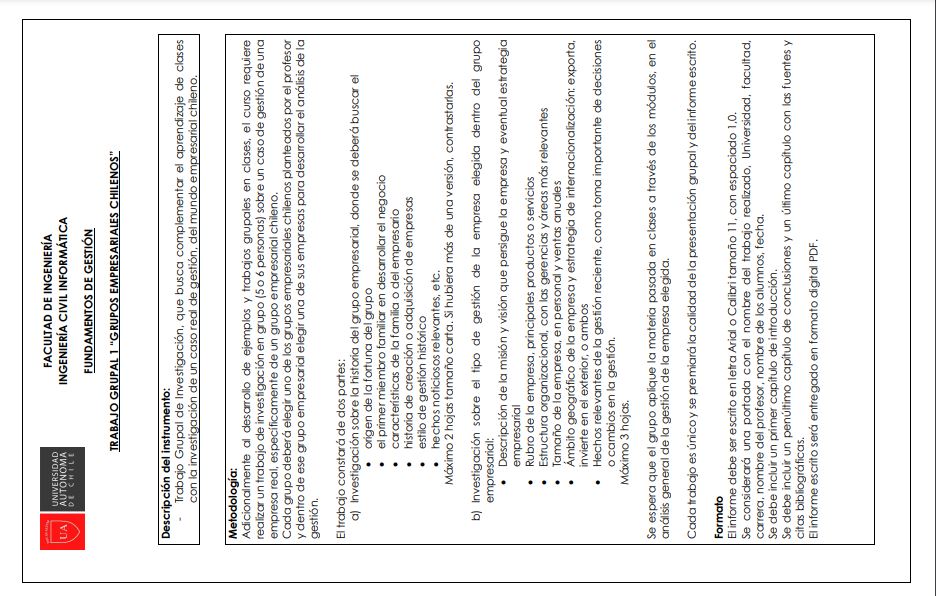 UA
UNIVERSIDAD
AUTONOMA
DE CHILE
FACULTAD DE INGENIERÍA
INGENIERÍA CIVIL INFORMÁTICA
FUNDAMENTOS DE GESTIÓN
TRABAJO GRUPAL 1 “GRUPOS EMPRESARIALES CHILENOS”
Descripción del instrumento:
- Trabajo Grupal de Investigación, que busca complementar el aprendizaje de clases
con la investigación de un caso real de gestión, del mundo empresarial chileno.
Metodología:
Adicionalmente al desarrollo de ejemplos y trabajos grupales en clases, el curso requiere
realizar un trabajo de investigación en grupo (5 o 6 personas) sobre un caso de gestión de una
empresa real, específicamente de un grupo empresarial chileno.
Cada grupo deberá elegir uno de los grupos empresariales chilenos planteados por el profesor
y dentro de ese grupo empresarial elegir una de sus empresas para desarrollar el análisis de la
gestión.
El trabajo constará de dos partes:
a) Investigación sobre la historia del grupo empresarial, donde se deberá buscar el
• origen de la fortuna del grupo
• el primer miembro familiar en desarrollar el negocio
• características de la familia o del empresario
• historia de creación o adquisición de empresas
• estilo de gestión histórico
• hechos noticiosos relevantes, etc.
Máximo 2 hojas tamaño carta. Si hubiera más de una versión, contrastarlas.
b) Investigación sobre el tipo de gestión de la empresa elegida dentro del grupo
empresarial:
• Descripción de la misión y visión que persigue la empresa y eventual estrategia
empresarial
• Rubro de la empresa, principales productos o servicios
• Estructura organizacional, con las gerencias y áreas más relevantes
• Tamaño de la empresa, en personal y ventas anuales
• Ámbito geográfico de la empresa y estrategia de internacionalización: exporta,
invierte en el exterior, o ambos
• Hechos relevantes de la gestión reciente, como toma importante de decisiones
o cambios en la gestión.
Máximo 3 hojas.
Se espera que el grupo aplique la materia pasada en clases a través de los módulos, en el
análisis general de la gestión de la empresa elegida.
Cada trabajo es único y se premiará la calidad de la presentación grupal y del informe escrito.
Formato
El informe debe ser escrito en letra Arial o Calibri tamaño 11, con espaciado 1,0.
Se considerará una portada con el nombre del trabajo realizado, Universidad, facultad,
carrera, nombre del profesor, nombre de los alumnos, fecha.
Se debe incluir un primer capítulo de introducción.
Se debe incluir un penúltimo capítulo de conclusiones y un último capítulo con las fuentes y
citas bibliográficas.
El informe escrito será entregado en formato digital PDF.